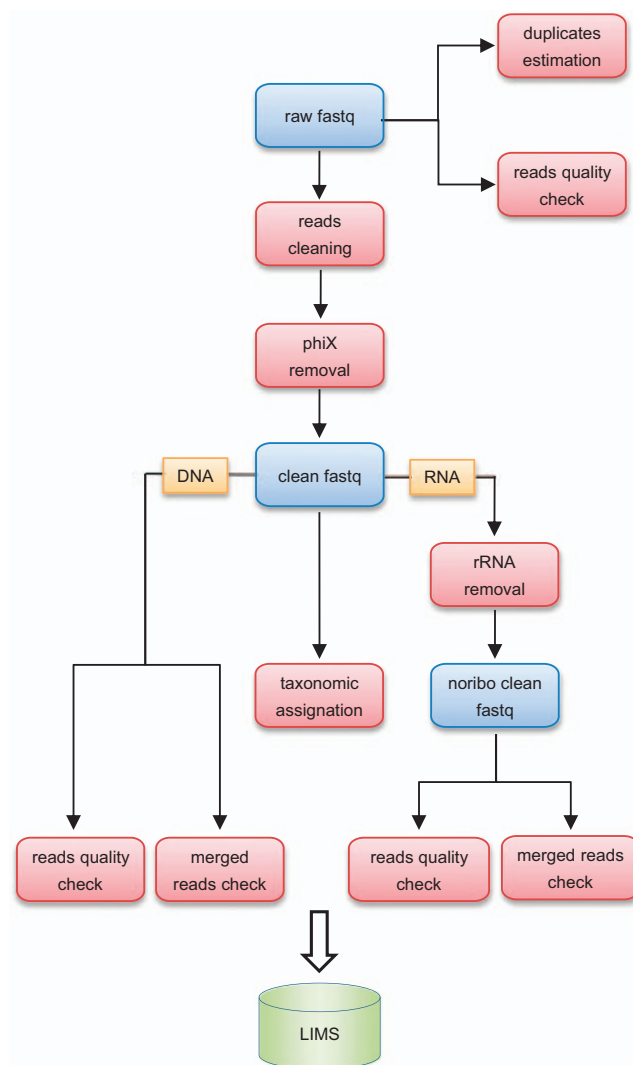 duplicates
estimation
raw fastq
reads quality
check
reads
cleaning
phiX
removal
DNA
clean fastq
RNA
rRNA
removal
taxonomic
assignation
noribo clean
fastq
reads quality
check
merged
reads check
reads quality
check
merged reads
check
LIMS